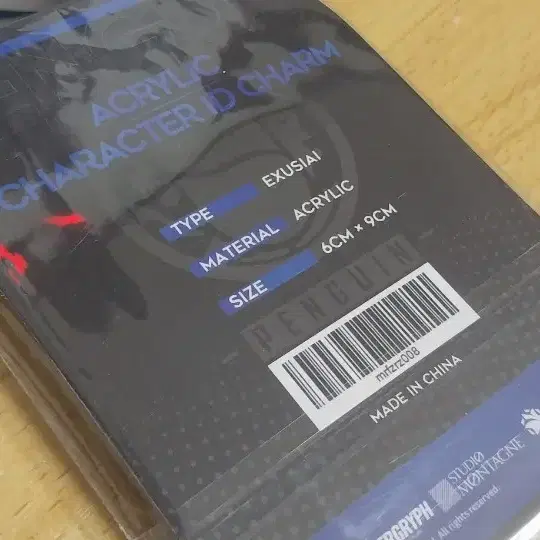 ACRYLIC
CHARACTER ID CHARM
TYPE EXUSIAI
MATERIAL ACRYLIC
SIZE 6CM × 9CM
PENGUIN
mrfzrz008
MADE IN CHINA
STUDIO
MØNTAGNE
All rights reserved.